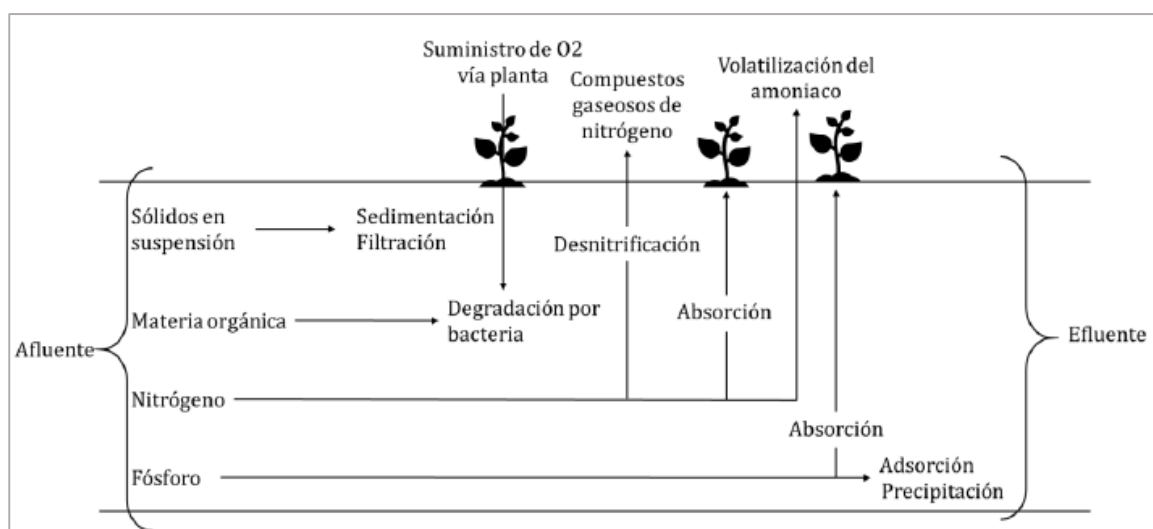 Suministro de O2
vía planta
Compuestos
gaseosos de
nitrógeno
Volatilización del
amoniaco
Sólidos en
suspensión
Sedimentación
Filtración
Desnitrificación
Materia orgánica
Degradación por
bacteria
Absorción
Afluente
Efluente
Nitrógeno
Absorción
Fósforo
Adsorción
Precipitación